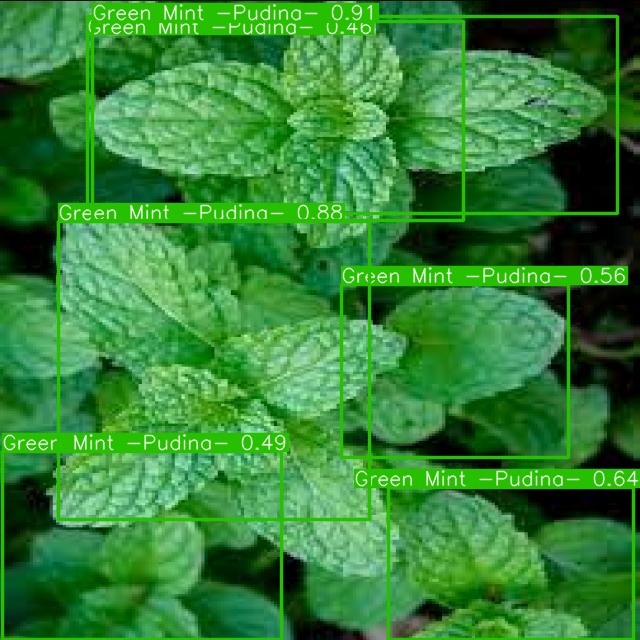 Green Mint -Pudina- 0.91
Green Mint -Pudina- 0.46
Green Mint -Pudina- 0.88
Green Mint -Pudina- 0.56
Green Mint -Pudina- 0.49
Green Mint -Pudina- 0.64